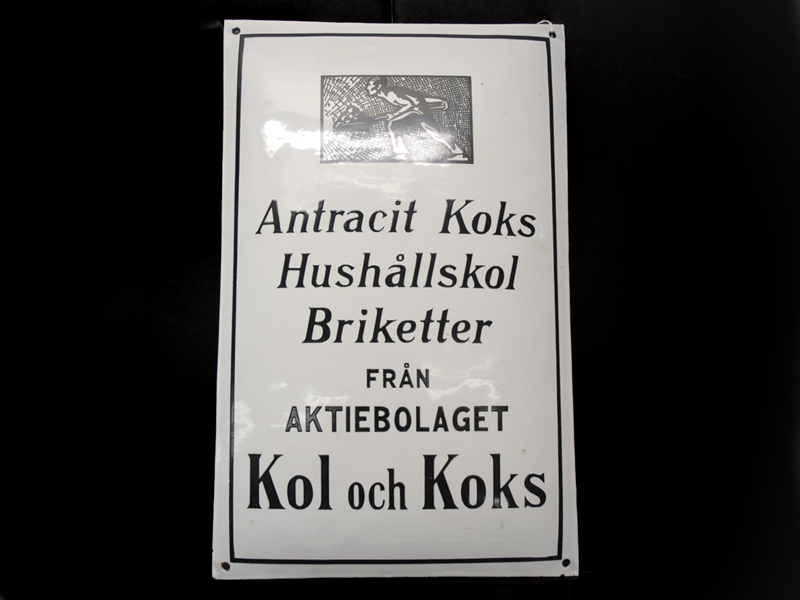 Antracit Koks
Hushållskol
Briketter
FRÅN
AKTIEBOLAGET
Kol och Koks